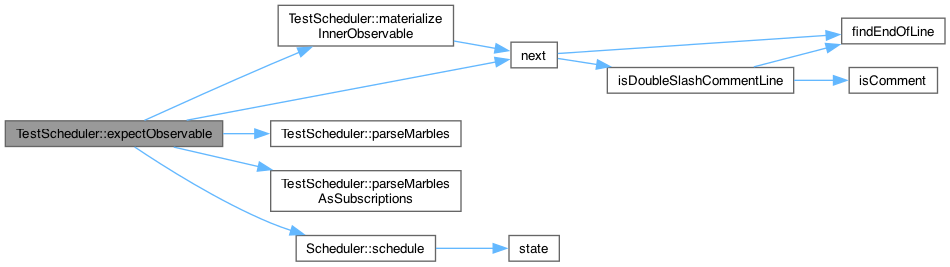 TestScheduler::expectObservable
TestScheduler::materialize
InnerObservable
next
findEndOfLine
isDoubleSlashCommentLine
isComment
TestScheduler::parseMarbles
TestScheduler::parseMarbles
AsSubscriptions
Scheduler::schedule
state